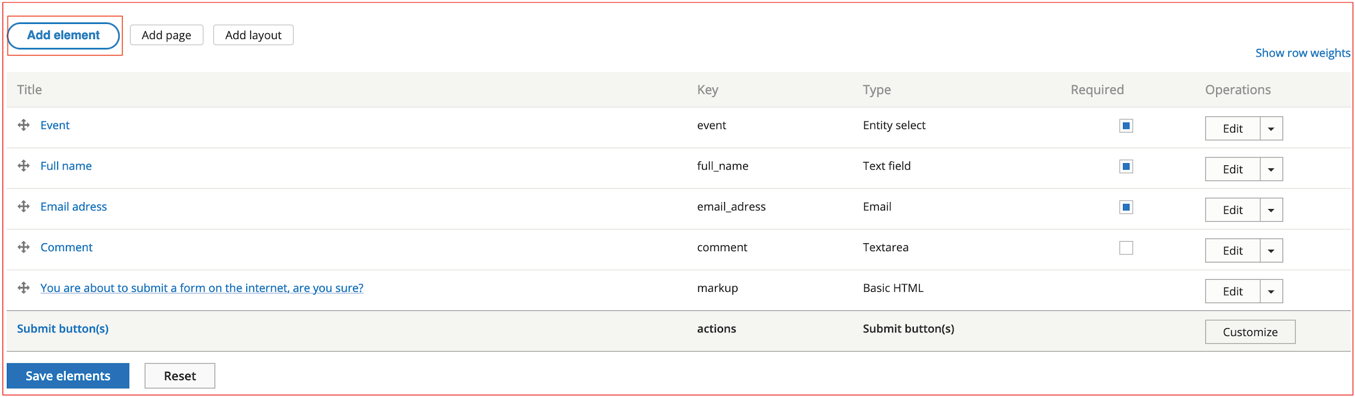 Add element Add page Add layout
Show row weights
Title Key Type Required Operations
Event event Entity select Edit
Full name full_name Text field Edit
Email adress email_adress Email Edit
Comment comment Textarea Edit
You are about to submit a form on the internet, are you sure? markup Basic HTML Edit
Submit button(s) actions Submit button(s) Customize
Save elements Reset